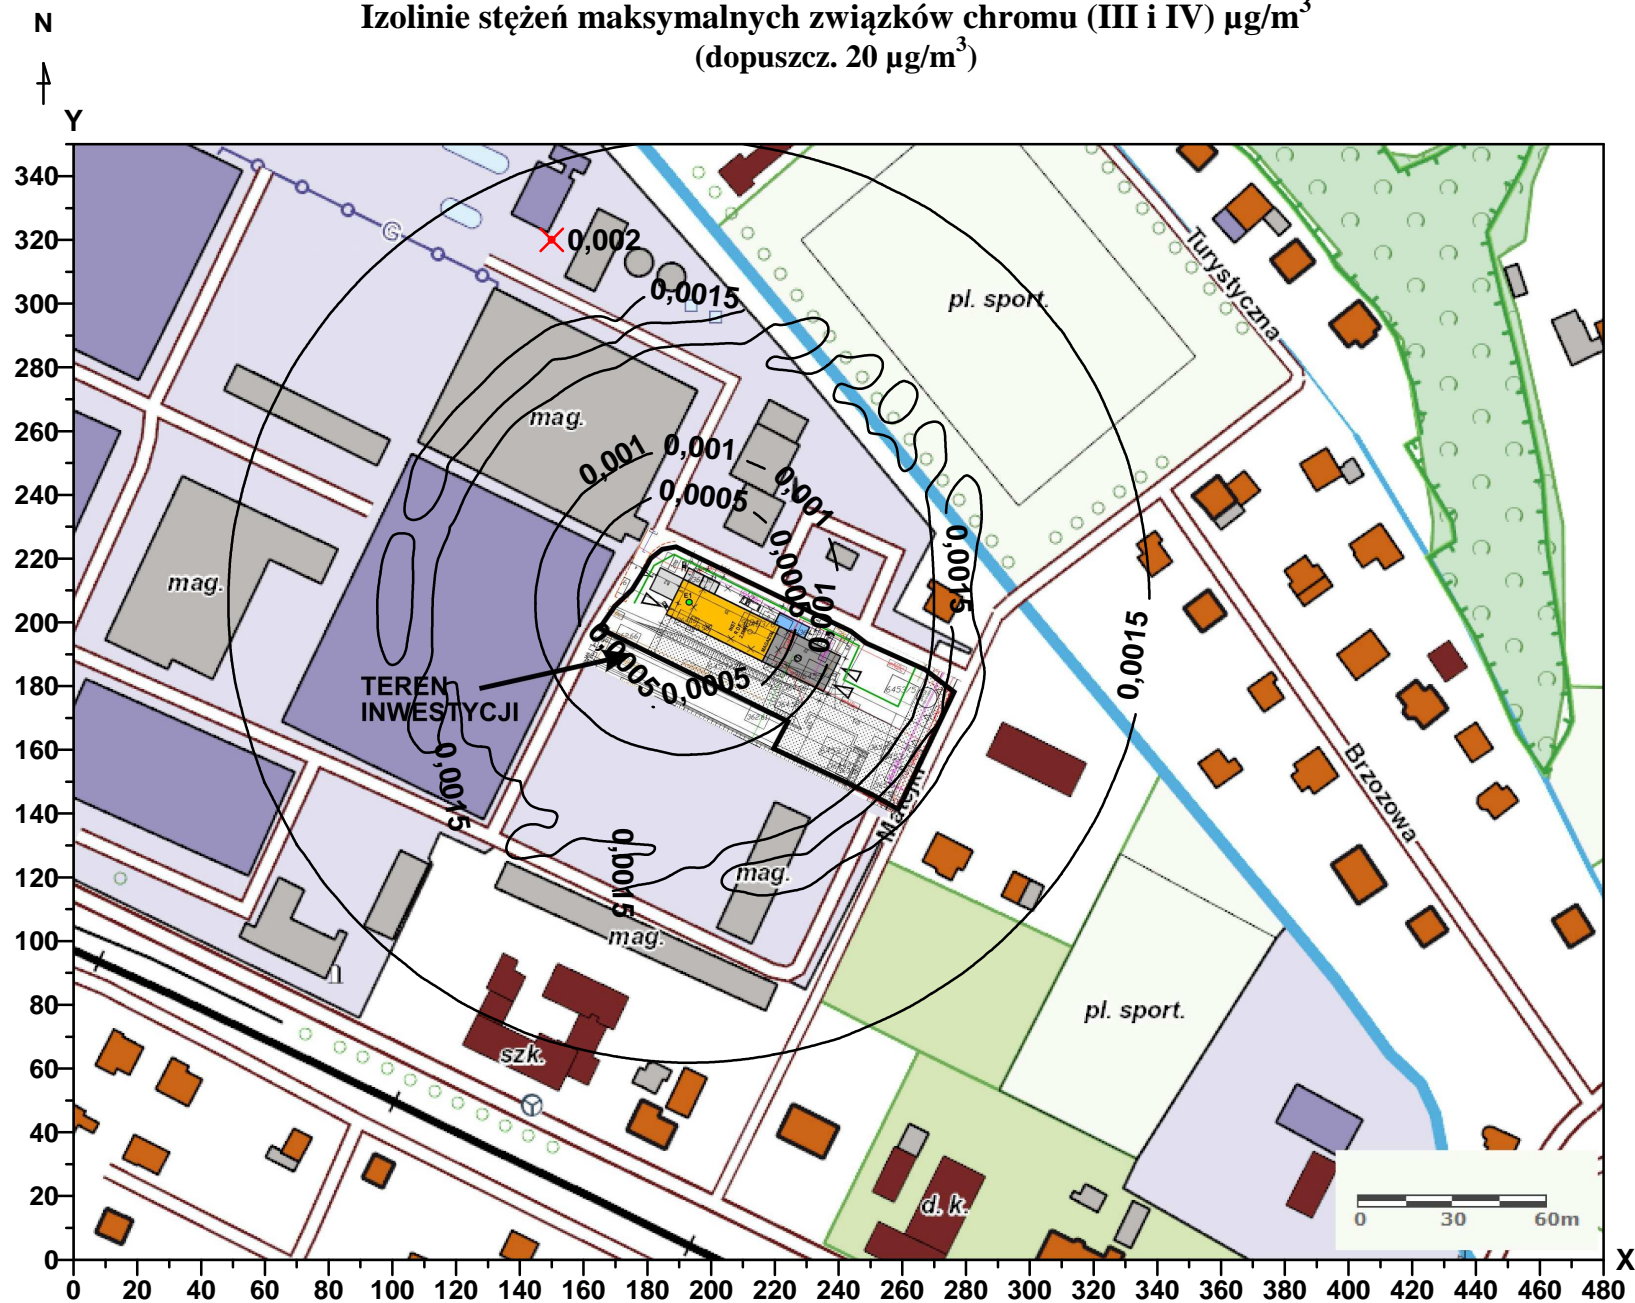 Izolinie stężeń maksymalnych związków chromu (III i IV) µg/m³
(dopuszcz. 20 µg/m³)
N
Y
340
320
300
280
260
240
220
200
180
160
140
120
100
80
60
40
20
0
0 20 40 60 80 100 120 140 160 180 200 220 240 260 280 300 320 340 360 380 400 420 440 460 480
X
G
0,002
0,0015
pl. sport.
Turystyczna
mag.
0,001
0,001
0,001
0,0005
0,0005
0,001
0,0015
mag.
0,0005
0,0005
0,0015
TEREN
INWESTYCJI
0,0015
Brzozowa
Matejki
0,0015
mag.
mag.
pl. sport.
szk.
d. k.
0 30 60m